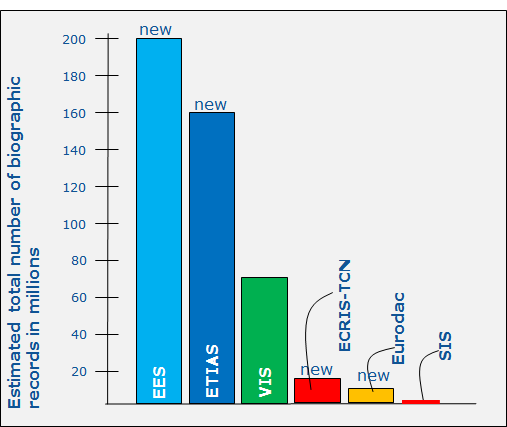 Estimated total number of biographic
records in millions
200
180
160
140
120
100
80
60
40
20
new
EES
new
ETIAS
VIS
new
ECRIS-TCN
new
Eurodac
SIS